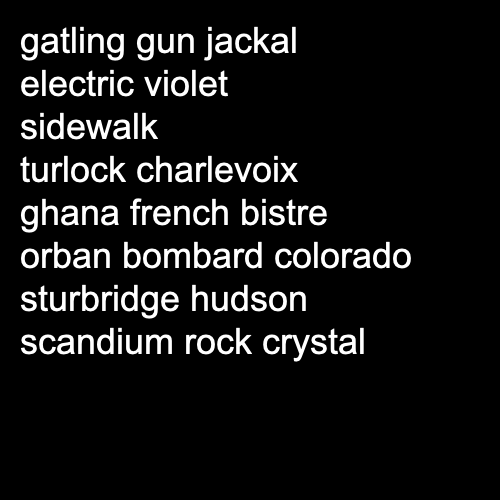 gatling gun jackal
electric violet
sidewalk
turlock charlevoix
ghana french bistre
orban bombard colorado
sturbridge hudson
scandium rock crystal